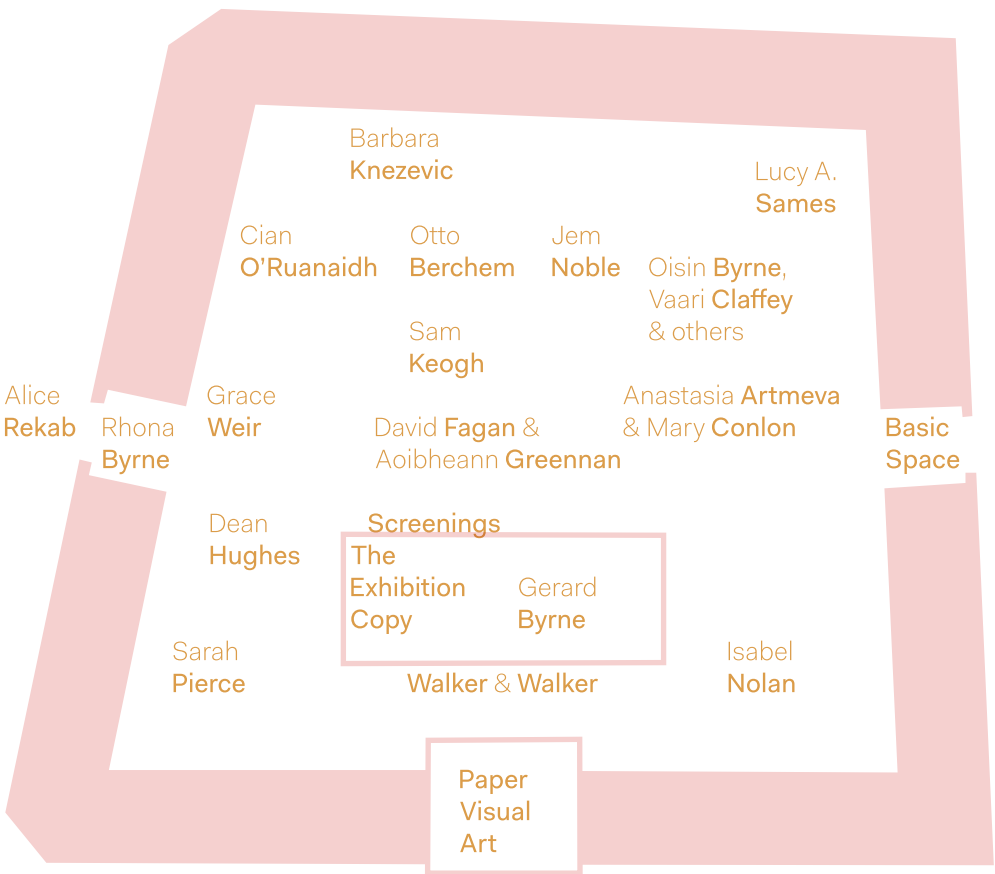 Barbara
Knezevic
Lucy A.
Sames
Cian
O’Ruanaidh
Otto
Berchem
Jem
Noble
Oisin Byrne,
Vaari Claffey
& others
Sam
Keogh
Alice
Rekab
Rhona
Byrne
Grace
Weir
David Fagan &
Aoibheann Greennan
Anastasia Artmeva
& Mary Conlon
Basic
Space
Dean
Hughes
Screenings
The
Exhibition
Copy
Gerard
Byrne
Sarah
Pierce
Walker & Walker
Isabel
Nolan
Paper
Visual
Art